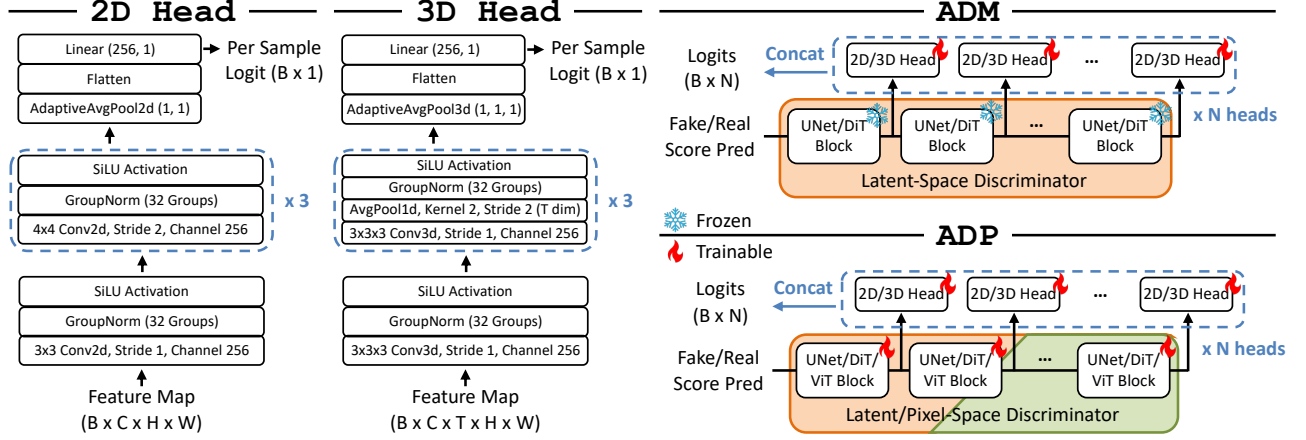 2D Head
Linear (256, 1)
Per Sample
Logit (B x 1)
Flatten
AdaptiveAvgPool2d (1, 1)
SiLU Activation
GroupNorm (32 Groups)
4x4 Conv2d, Stride 2, Channel 256
x 3
SiLU Activation
GroupNorm (32 Groups)
3x3 Conv2d, Stride 1, Channel 256
Feature Map
(B x C x H x W)
3D Head
Linear (256, 1)
Per Sample
Logit (B x 1)
Flatten
AdaptiveAvgPool3d (1, 1, 1)
SiLU Activation
GroupNorm (32 Groups)
AvgPool1d, Kernel 2, Stride 2 (T dim)
3x3x3 Conv3d, Stride 1, Channel 256
x 3
SiLU Activation
GroupNorm (32 Groups)
3x3x3 Conv3d, Stride 1, Channel 256
Feature Map
(B x C x T x H x W)
ADM
Logits
(B x N)
Concat
2D/3D Head
2D/3D Head
...
2D/3D Head
x N heads
Fake/Real
Score Pred
UNet/DiT
Block
UNet/DiT
Block
...
UNet/DiT
Block
Latent-Space Discriminator
Frozen
Trainable
ADP
Logits
(B x N)
Concat
2D/3D Head
2D/3D Head
...
2D/3D Head
x N heads
Fake/Real
Score Pred
UNet/DiT/
ViT Block
UNet/DiT/
ViT Block
...
UNet/DiT/
ViT Block
Latent/Pixel-Space Discriminator